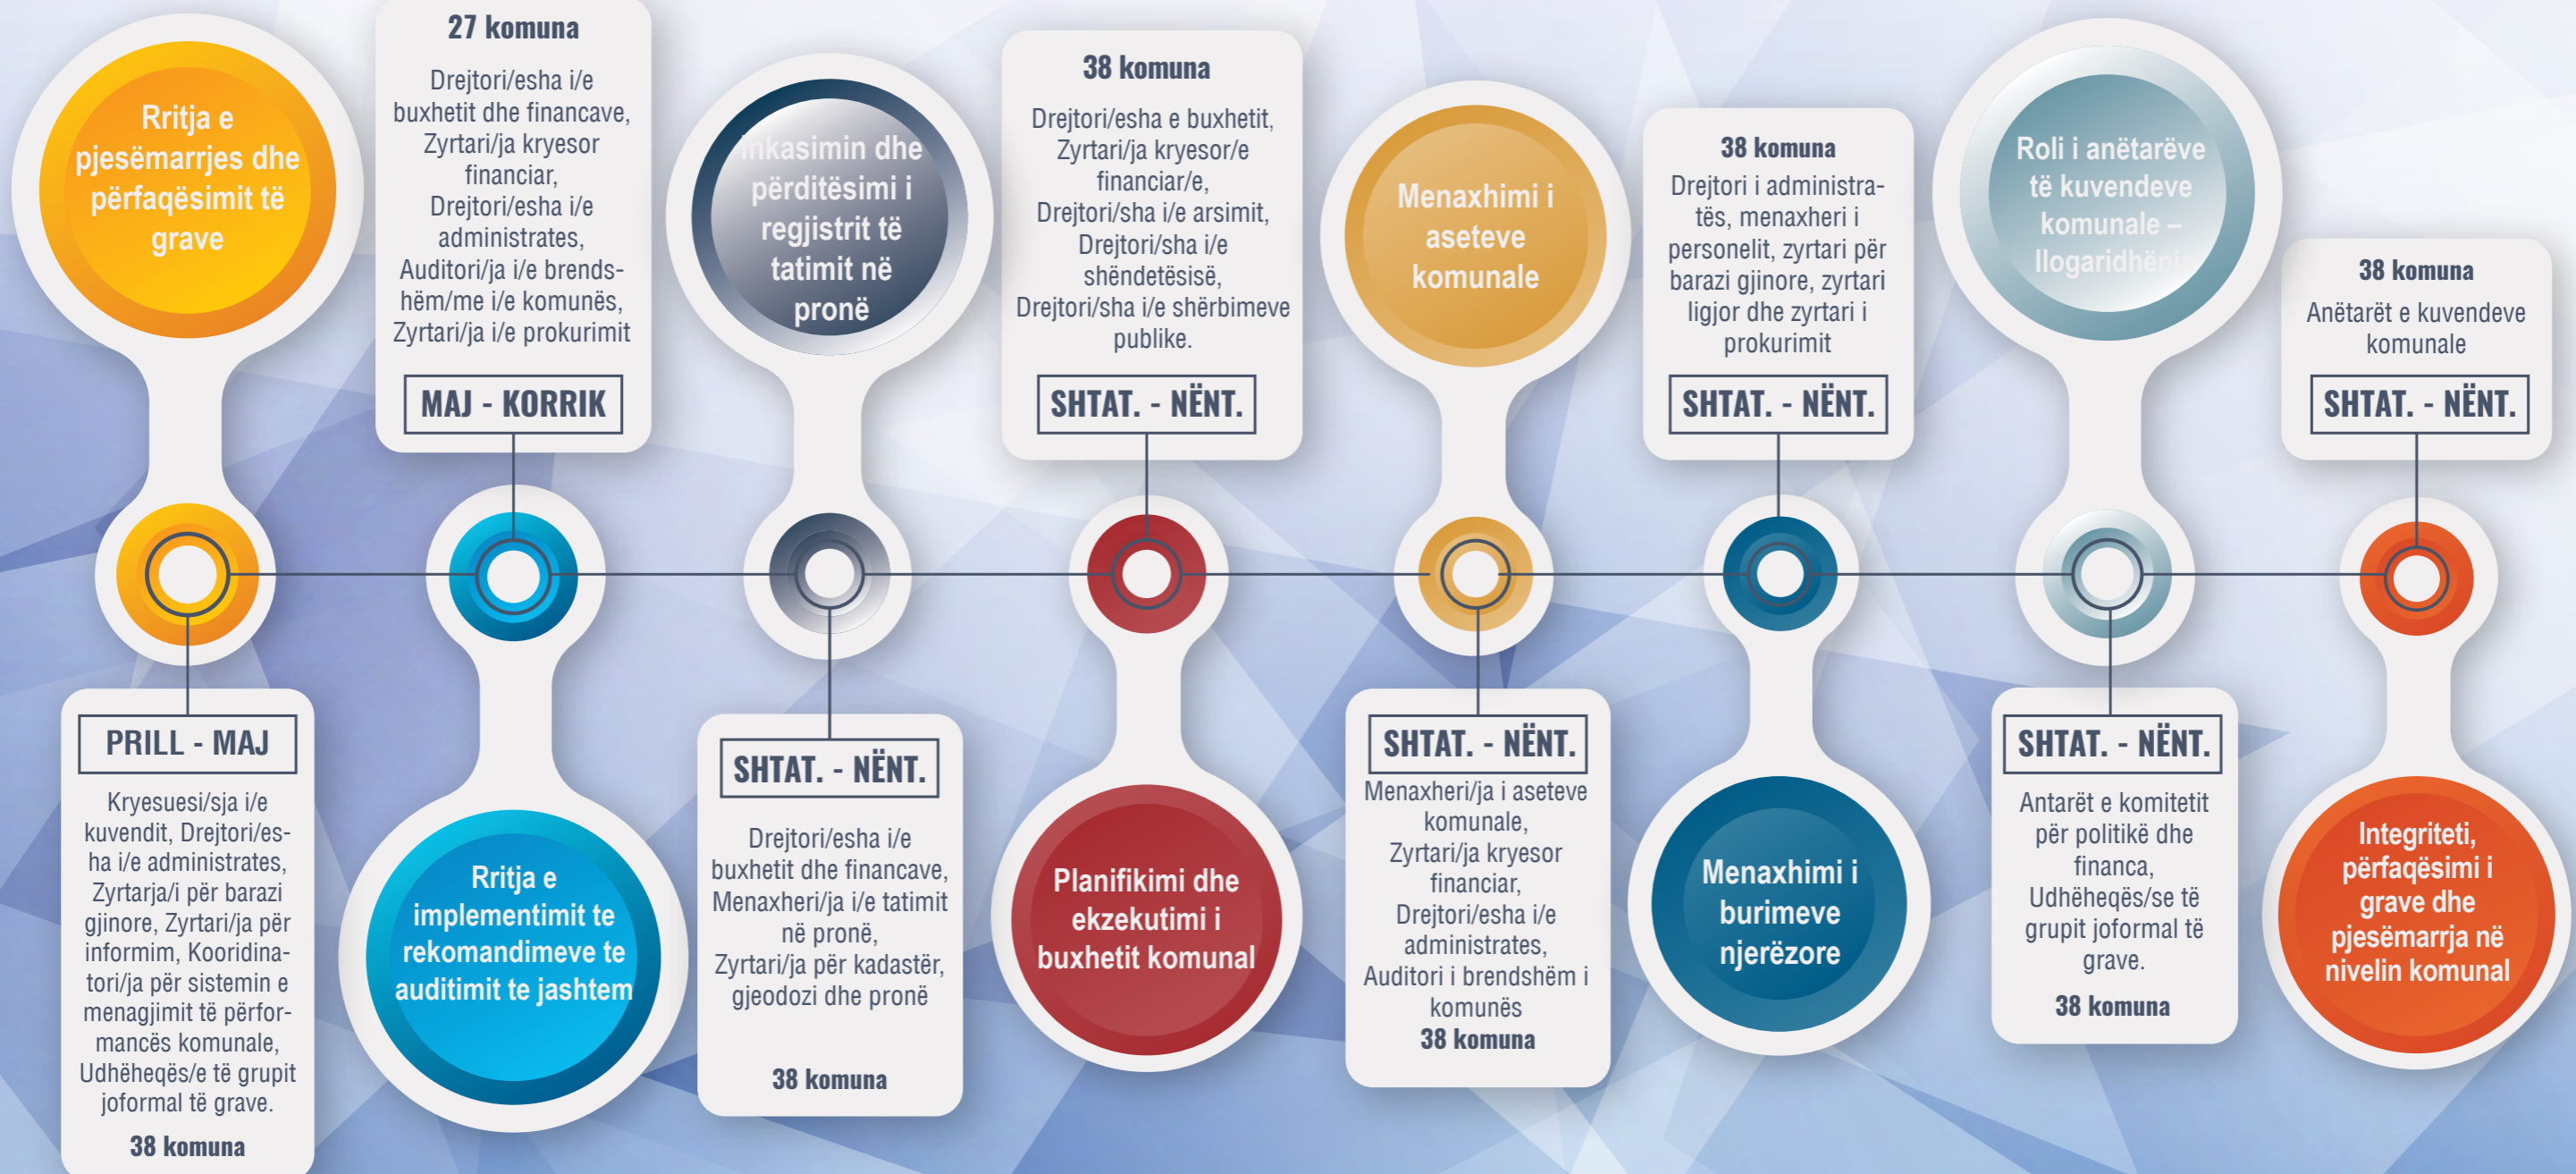 Rritja e
pjesëmarrjes dhe
përfaqësimit të
grave
PRILL - MAJ
Kryesuesi/sja i/e
kuvendit, Drejtori/es-
ha i/e administrates,
Zyrtarja/i për barazi
gjinore, Zyrtari/ja për
informim, Kooridina-
tori/ja për sistemin e
menagjimit të përfor-
mancës komunale,
Udhëheqës/e të grupit
joformal të grave.
38 komuna
27 komuna
Drejtori/esha i/e
buxhetit dhe financave,
Zyrtari/ja kryesor
financiar,
Drejtori/esha i/e
administrates,
Auditori/ja i/e brends-
hëm/me i/e komunës,
Zyrtari/ja i/e prokurimit
MAJ - KORRIK
Rritja e
implementimit te
rekomandimeve te
auditimit te jashtem
Inkasimin dhe
përditësimi i
regjistrit të
tatimit në
pronë
SHTAT. - NËNT.
Drejtori/esha i/e
buxhetit dhe financave,
Menaxheri/ja i/e tatimit
në pronë,
Zyrtari/ja për kadastër,
gjeodozi dhe pronë
38 komuna
38 komuna
Drejtori/esha e buxhetit,
Zyrtari/ja kryesor/e
financiar/e,
Drejtori/sha i/e arsimit,
Drejtori/sha i/e
shëndetësisë,
Drejtori/sha i/e shërbimeve
publike.
SHTAT. - NËNT.
Planifikimi dhe
ekzekutimi i
buxhetit komunal
Menaxhimi i
aseteve
komunale
SHTAT. - NËNT.
Menaxheri/ja i aseteve
komunale,
Zyrtari/ja kryesor
financiar,
Drejtori/esha i/e
administrates,
Auditori i brendshëm i
komunës
38 komuna
38 komuna
Drejtori i administra-
tës, menaxheri i
personelit, zyrtari për
barazi gjinore, zyrtari
ligjor dhe zyrtari i
prokurimit
SHTAT. - NËNT.
Menaxhimi i
burimeve
njerëzore
Roli i anëtarëve
të kuvendeve
komunale –
llogaridhënia
SHTAT. - NËNT.
Antarët e komitetit
për politikë dhe
financa,
Udhëheqës/se të
grupit joformal të
grave.
38 komuna
38 komuna
Anëtarët e kuvendeve
komunale
SHTAT. - NËNT.
Integriteti,
përfaqësimi i
grave dhe
pjesëmarrja në
nivelin komunal